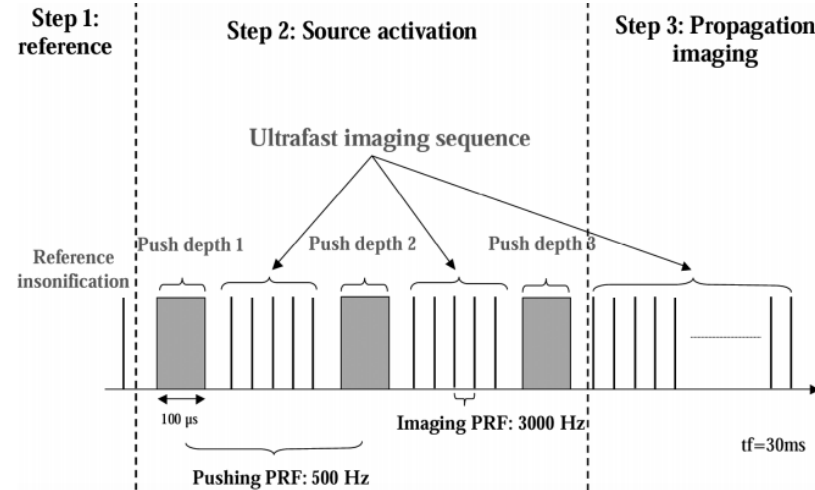 Step 1:
reference
Step 2: Source activation
Step 3: Propagation
imaging
Ultrafast imaging sequence
Reference
insonification
Push depth 1
Push depth 2
Push depth 3
100 µs
Imaging PRF: 3000 Hz
Pushing PRF: 500 Hz
tf=30ms